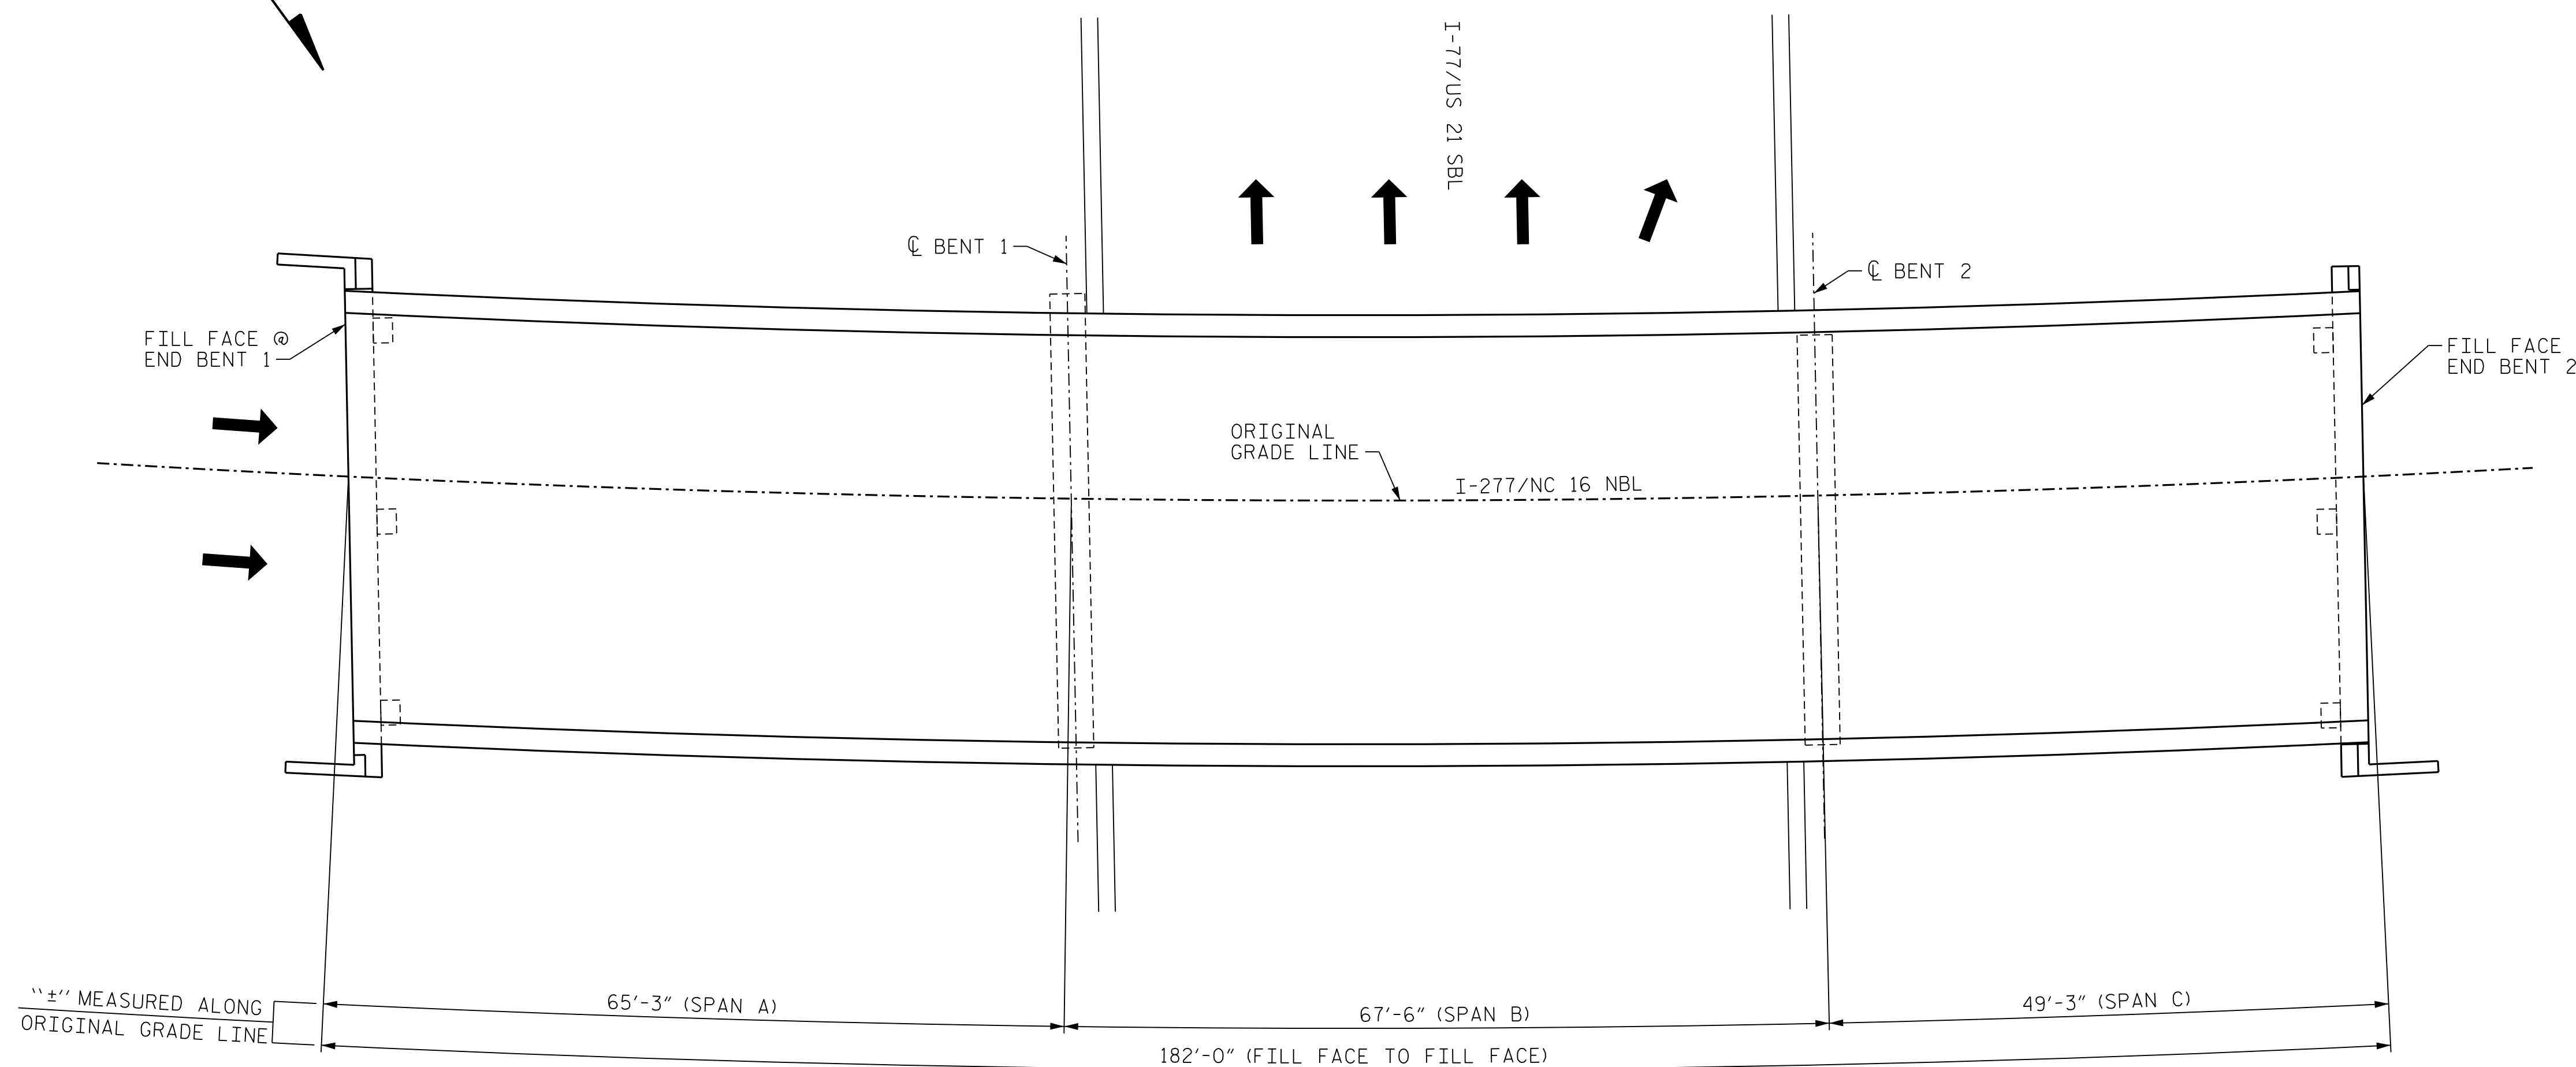 I-77/US 21 SBL
℄ BENT 1
℄ BENT 2
FILL FACE @
END BENT 1
FILL FACE
END BENT 2
ORIGINAL
GRADE LINE
I-277/NC 16 NBL
“±” MEASURED ALONG
ORIGINAL GRADE LINE
65'-3" (SPAN A)
67'-6" (SPAN B)
49'-3" (SPAN C)
182'-0" (FILL FACE TO FILL FACE)